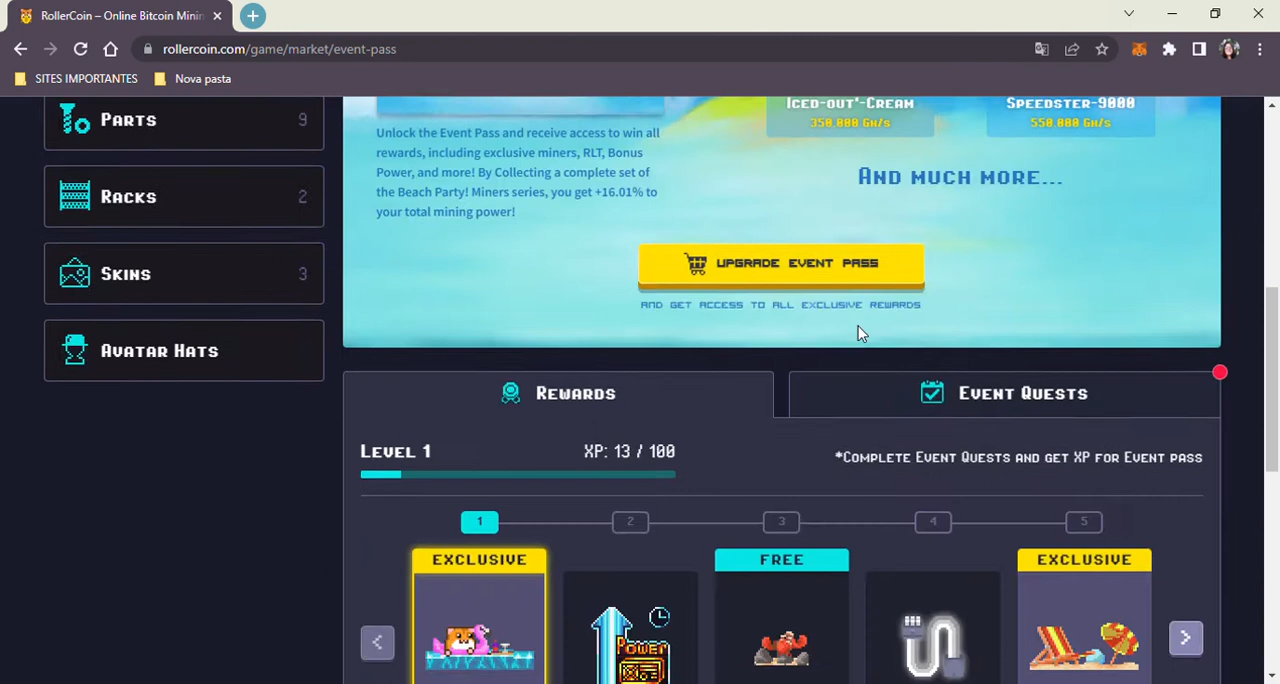 RollerCoin – Online Bitcoin Minin
rollercoin.com/game/market/event-pass
SITES IMPORTANTES
Nova pasta
Parts 9
Racks 2
Skins 3
Avatar Hats
Iced-out'-Cream
350.000 Gh/s
Speedster-9000
550.000 Gh/s
Unlock the Event Pass and receive access to win all
rewards, including exclusive miners, RLT, Bonus
Power, and more! By Collecting a complete set of
the Beach Party! Miners series, you get +16.01% to
your total mining power!
And much more...
UPGRADE EVENT PASS
AND GET ACCESS TO ALL EXCLUSIVE REWARDS
Rewards
Event Quests
Level 1
XP: 13 / 100
*Complete Event Quests and get XP for Event pass
1
2
3
4
5
EXCLUSIVE
FREE
EXCLUSIVE
Power